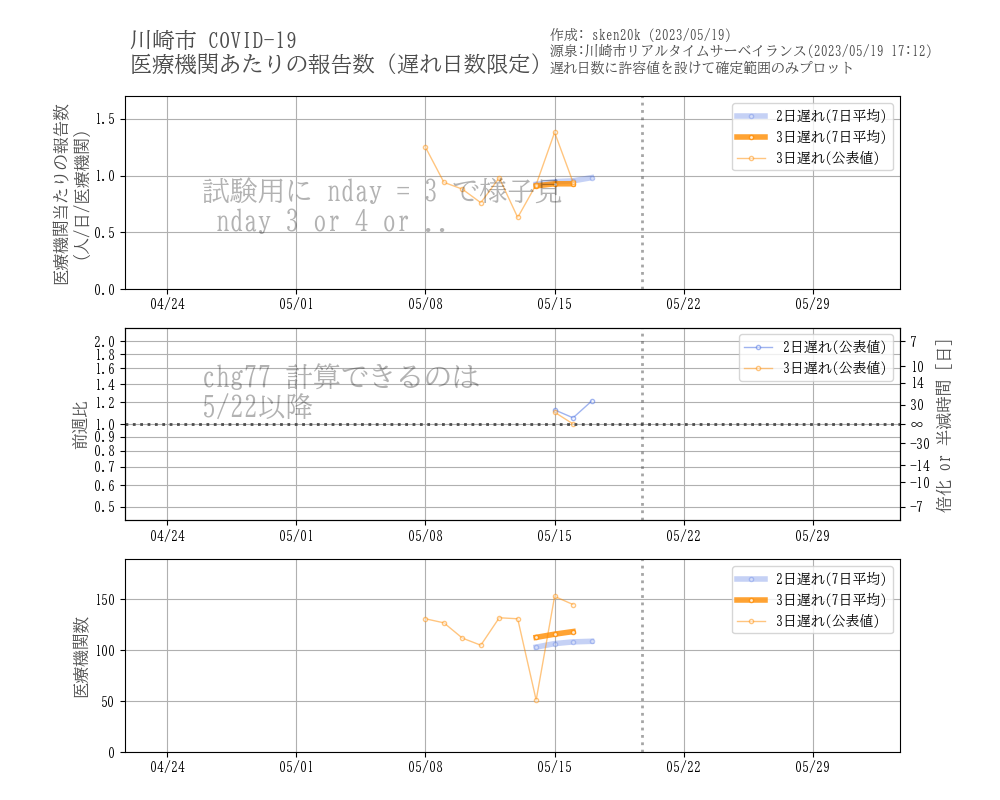 川崎市 COVID-19
医療機関あたりの報告数 (遅れ日数限定)
作成: sken20k (2023/05/19)
源泉:川崎市リアルタイムサーベイランス(2023/05/19 17:12)
遅れ日数に許容値を設けて確定範囲のみプロット
医療機関当たりの報告数
(人/日/医療機関)
1.5
1.0
0.5
0.0
試験用に nday = 3 で様子見
nday 3 or 4 or ..
2日遅れ(7日平均)
3日遅れ(7日平均)
3日遅れ(公表値)
04/24 05/01 05/08 05/15 05/22 05/29
前週比
2.0
1.8
1.6
1.4
1.2
1.0
0.9
0.8
0.7
0.6
0.5
chg77 計算できるのは
5/22以降
2日遅れ(公表値)
3日遅れ(公表値)
7
10
14
30
∞
-30
-14
-10
-7
倍化 or 半減時間 [日]
04/24 05/01 05/08 05/15 05/22 05/29
医療機関数
150
100
50
0
2日遅れ(7日平均)
3日遅れ(7日平均)
3日遅れ(公表値)
04/24 05/01 05/08 05/15 05/22 05/29